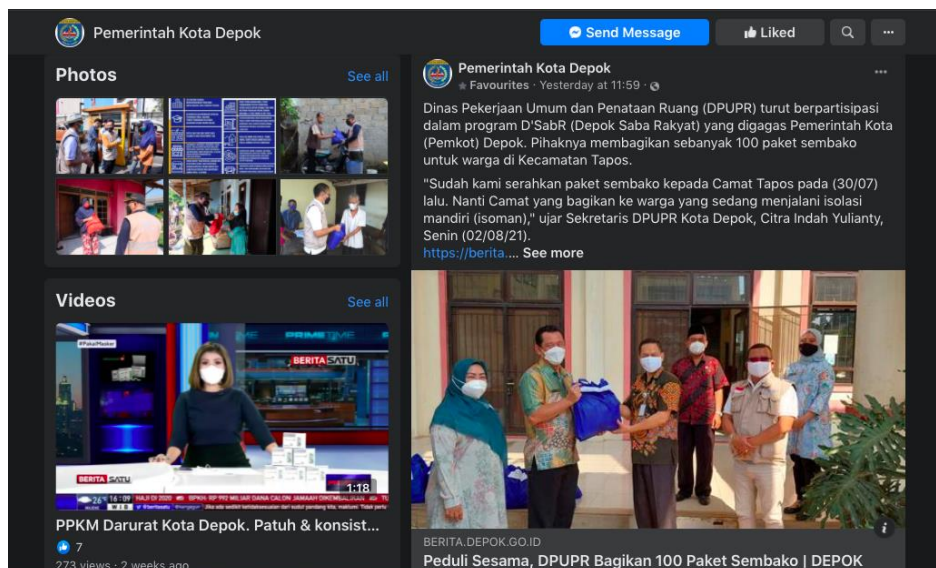 Pemerintah Kota Depok
Send Message
Liked
Photos
See all
Videos
See all
#PakaiMasker
PRIMETIME
BERITA SATU
BERITA SATU
1:18
26° 16:09
WIB
PPKM Darurat Kota Depok. Patuh & konsist...
7
273 views · 2 weeks ago
Pemerintah Kota Depok
Favourites · Yesterday at 11:59 ·
Dinas Pekerjaan Umum dan Penataan Ruang (DPUPR) turut berpartisipasi
dalam program D'SabR (Depok Saba Rakyat) yang digagas Pemerintah Kota
(Pemkot) Depok. Pihaknya membagikan sebanyak 100 paket sembako
untuk warga di Kecamatan Tapos.
"Sudah kami serahkan paket sembako kepada Camat Tapos pada (30/07)
lalu. Nanti Camat yang bagikan ke warga yang sedang menjalani isolasi
mandiri (isoman)," ujar Sekretaris DPUPR Kota Depok, Citra Indah Yulianty,
Senin (02/08/21).
https://berita.... See more
BERITA.DEPOK.GO.ID
Peduli Sesama, DPUPR Bagikan 100 Paket Sembako | DEPOK